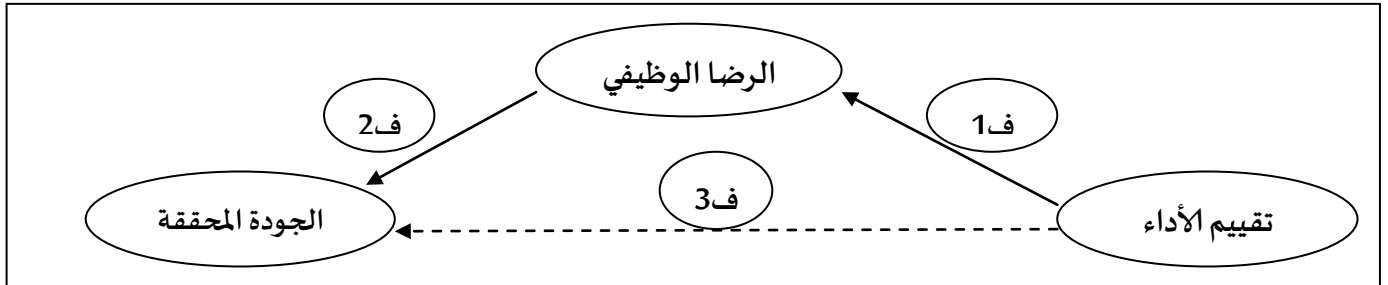 الرضا الوظيفي
ف1
ف2
ف3
تقييم الأداء
الجودة المحققة